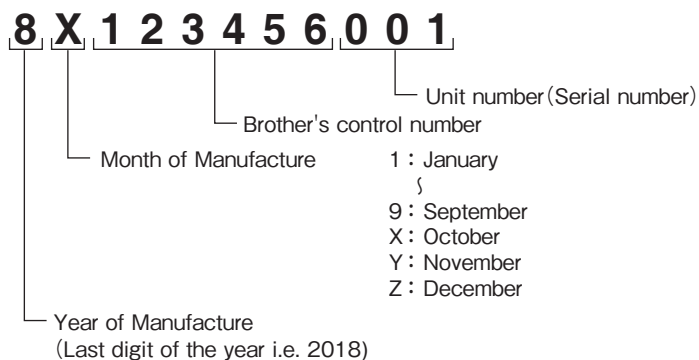 8 X 1 2 3 4 5 6 0 0 1
Unit number(Serial number)
Brother's control number
Month of Manufacture
1：January
∫
9：September
X：October
Y：November
Z：December
Year of Manufacture
(Last digit of the year i.e. 2018)